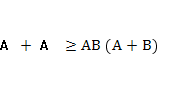 A + A ≥ AB (A + B)